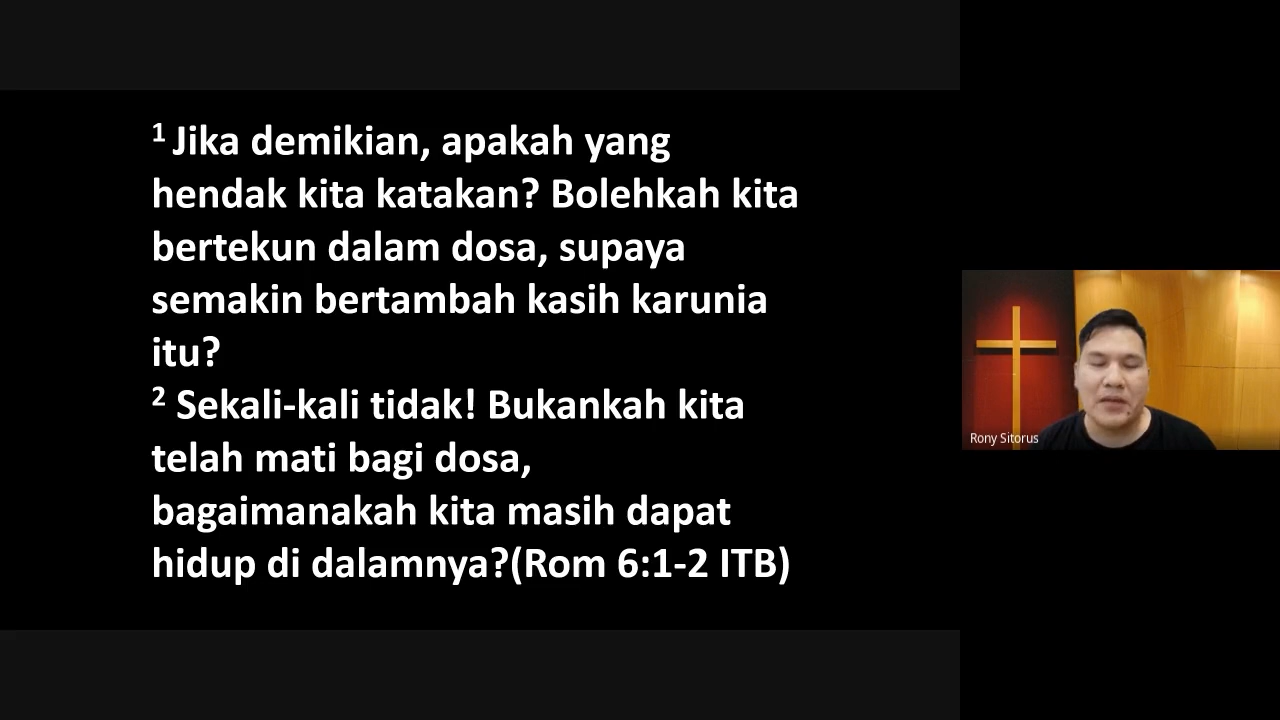 ¹ Jika demikian, apakah yang
hendak kita katakan? Bolehkah kita
bertekun dalam dosa, supaya
semakin bertambah kasih karunia
itu?
² Sekali-kali tidak! Bukankah kita
telah mati bagi dosa,
bagaimanakah kita masih dapat
hidup di dalamnya?(Rom 6:1-2 ITB)
Rony Sitorus